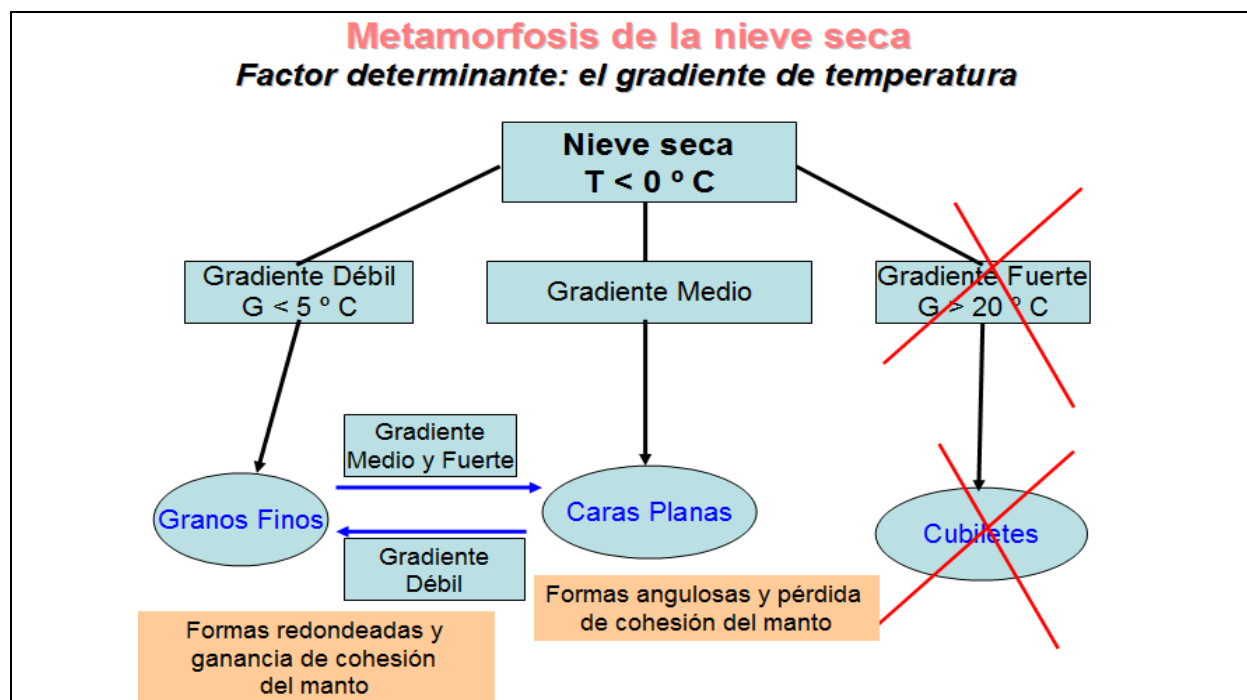 Metamorfosis de la nieve seca
Factor determinante: el gradiente de temperatura
Nieve seca
T < 0 º C
Gradiente Débil
G < 5 º C
Gradiente Medio
Gradiente Fuerte
G > 20 º C
Gradiente
Medio y Fuerte
Granos Finos
Caras Planas
Cubiletes
Gradiente
Débil
Formas angulosas y pérdida
de cohesión del manto
Formas redondeadas y
ganancia de cohesión
del manto